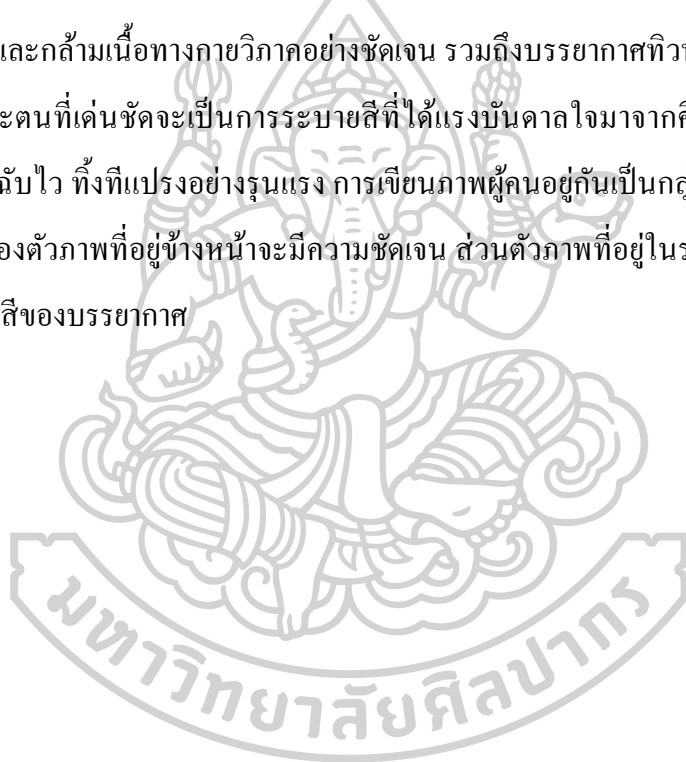 และกล้ามเนื้อทางกายวิภาคอย่างชัดเจน รวมถึงบรรยากาศทิว
ะตนที่เด่นชัดจะเป็นการระบายสีที่ได้แรงบันดาลใจมาจาก
ฉับไว ทิ้งทีแปรงอย่างรุนแรง การเขียนภาพผู้คนอยู่กันเป็น
องตัวภาพที่อยู่ข้างหน้าจะมีความชัดเจน ส่วนตัวภาพที่อยู่ใน
สีของบรรยากาศ
มหาวิทยาลัยศิลปากร